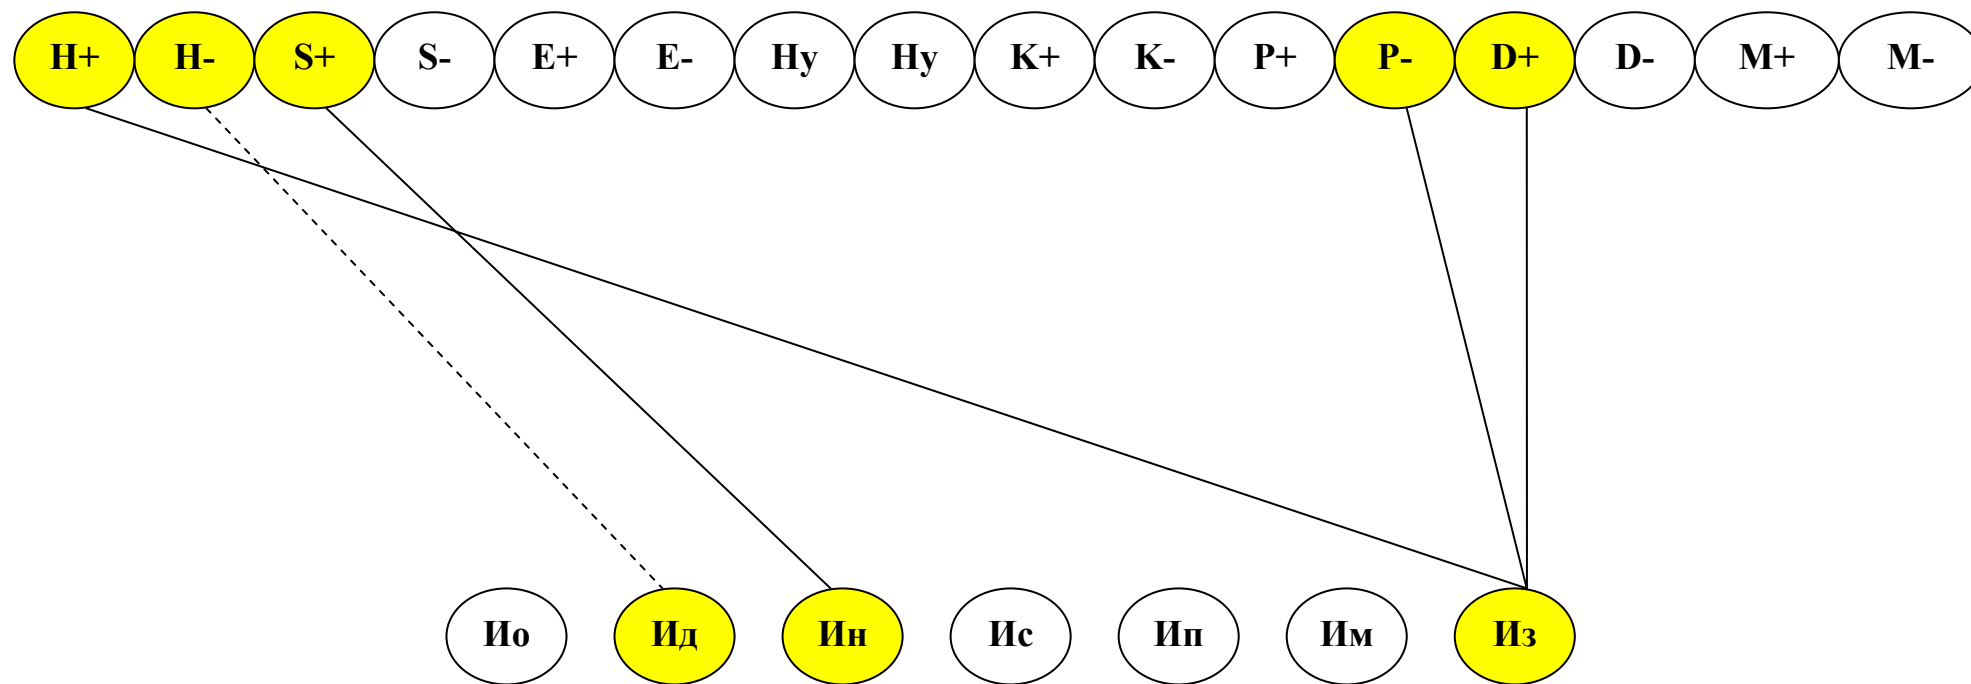 H+ H- S+ S- E+ E- Hy Hy K+ K- P+ P- D+ D- M+ M-
Ио Ид Ин Ис Ип Им Из